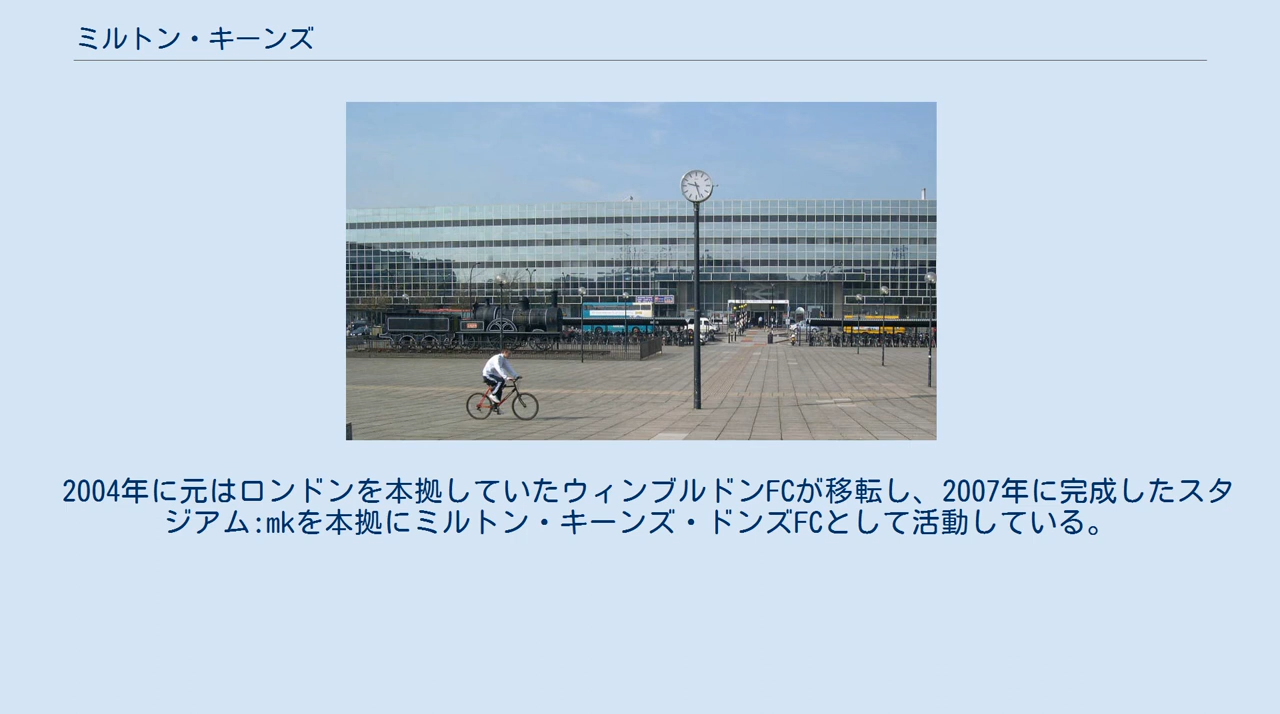 ミルトン・キーンズ
2004年に元はロンドンを本拠していたウィンブルドンFCが移転し、2007年に完成したスタ
ジアム:mkを本拠にミルトン・キーンズ・ドンズFCとして活動している。